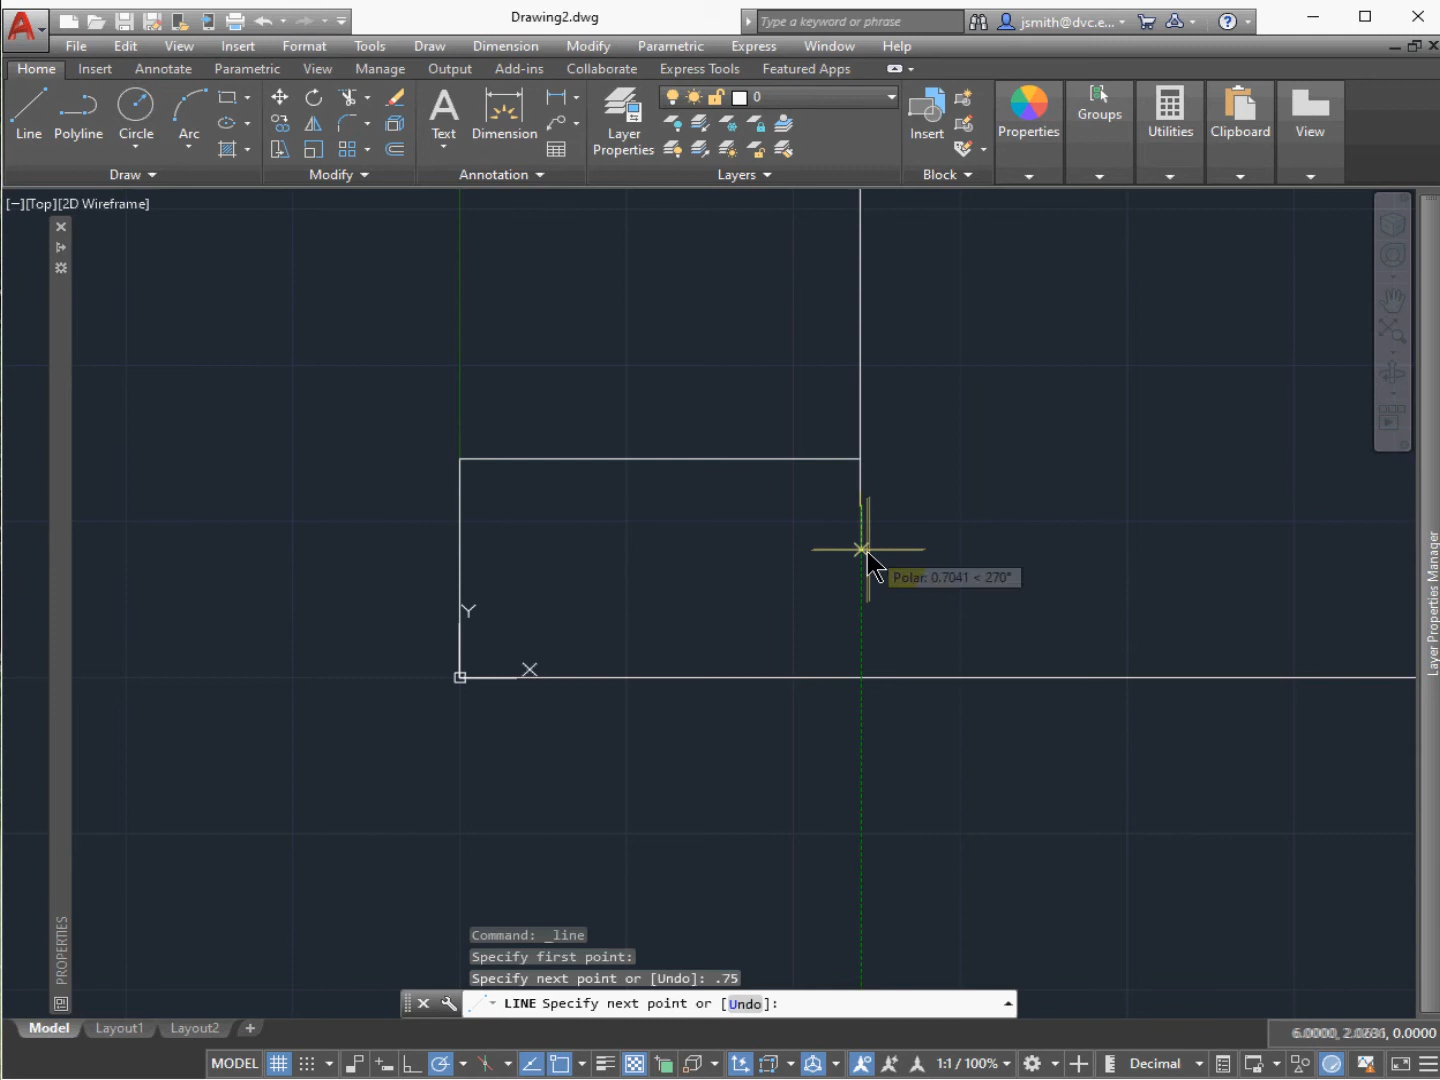 Drawing2.dwg
Type a keyword or phrase
jsmith@dvc.e...
File Edit View Insert Format Tools Draw Dimension Modify Parametric Express Window Help
Home Insert Annotate Parametric View Manage Output Add-ins Collaborate Express Tools Featured Apps
0
Line Polyline Circle Arc
Text Dimension
Layer
Properties
Insert
Properties
Groups
Utilities
Clipboard
View
Draw Modify Annotation Layers Block
[−][Top][2D Wireframe]
Polar: 0.7041 < 270°
Y
X
Layer Properties Manager
PROPERTIES
Command: _line
Specify first point:
Specify next point or [Undo]: .75
LINE Specify next point or [Undo]:
Model Layout1 Layout2 +
MODEL 1:1 / 100% Decimal